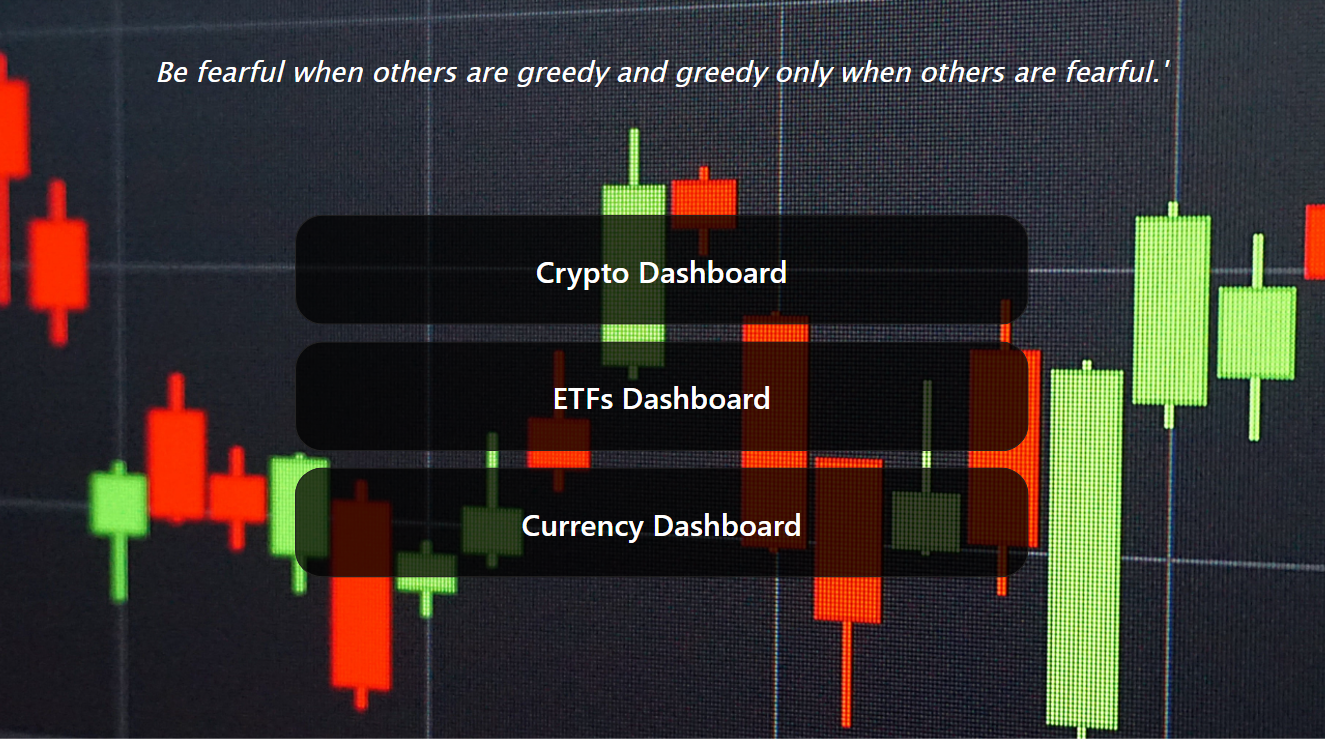 Be fearful when others are greedy and greedy only when others are fearful.'
Crypto Dashboard
ETFs Dashboard
Currency Dashboard